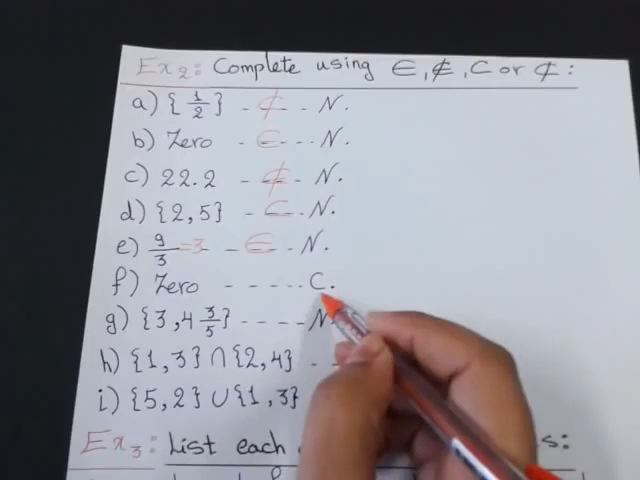 Ex2: Complete using ∈, ∉, ⊂ or ⊄ :
a) { 1/2 } - ⊄ - - N.
b) Zero - ∈ - - - N.
c) 22.2 - ∉ - - N.
d) {2,5} - ⊂ - - N.
e) 9/3 =3 - ∈ - - N.
f) Zero - - - - - C.
g) {3,4 3/5} - - - - N.
h) {1,3} ∩ {2,4} - -
i) {5,2} ∪ {1,3}
Ex3: List each s: